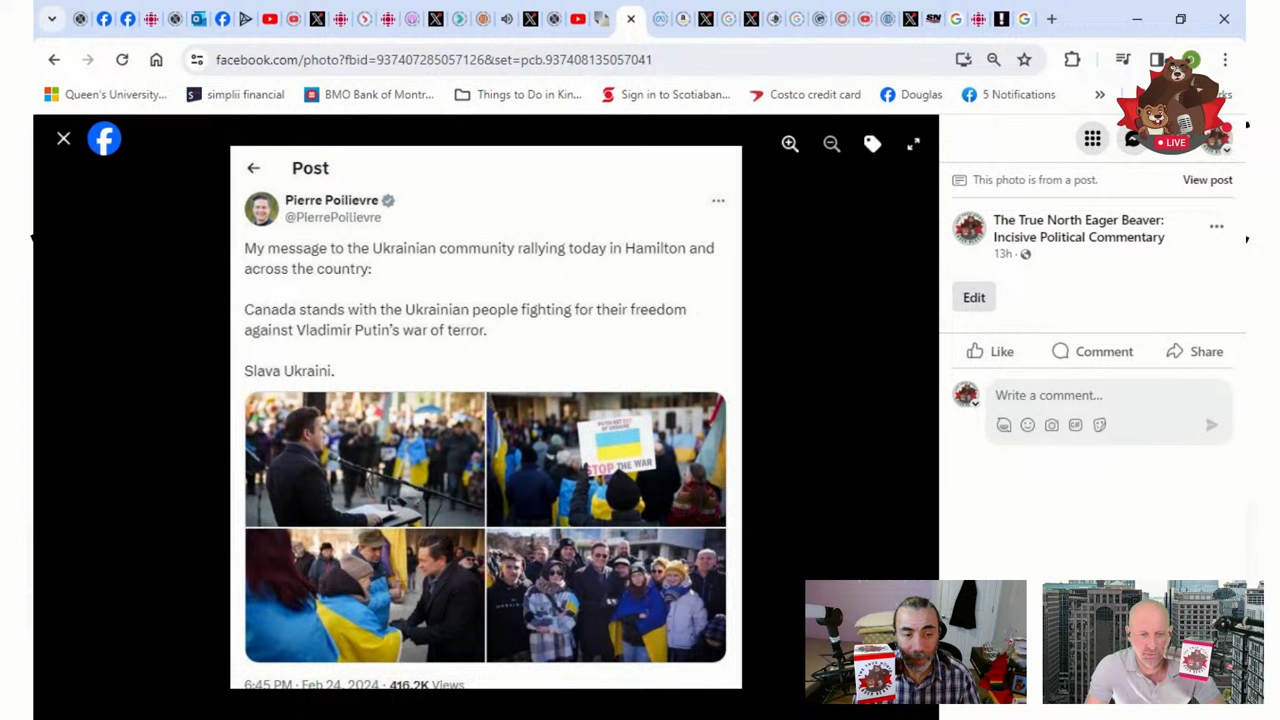 facebook.com/photo?fbid=937407285057126&set=pcb.937408135057041
Queen's University...
simplii financial
BMO Bank of Montr...
Things to Do in Kin...
Sign in to Scotiaban...
Costco credit card
Douglas
5 Notifications
»
LIVE
Post
Pierre Poilievre
@PierrePoilievre
My message to the Ukrainian community rallying today in Hamilton and
across the country:
Canada stands with the Ukrainian people fighting for their freedom
against Vladimir Putin's war of terror.
Slava Ukraini.
STOP THE WAR
6:45 PM · Feb 24, 2024 · 416.2K Views
This photo is from a post.
View post
The True North Eager Beaver:
Incisive Political Commentary
13h ·
Edit
Like
Comment
Share
Write a comment...
GIF